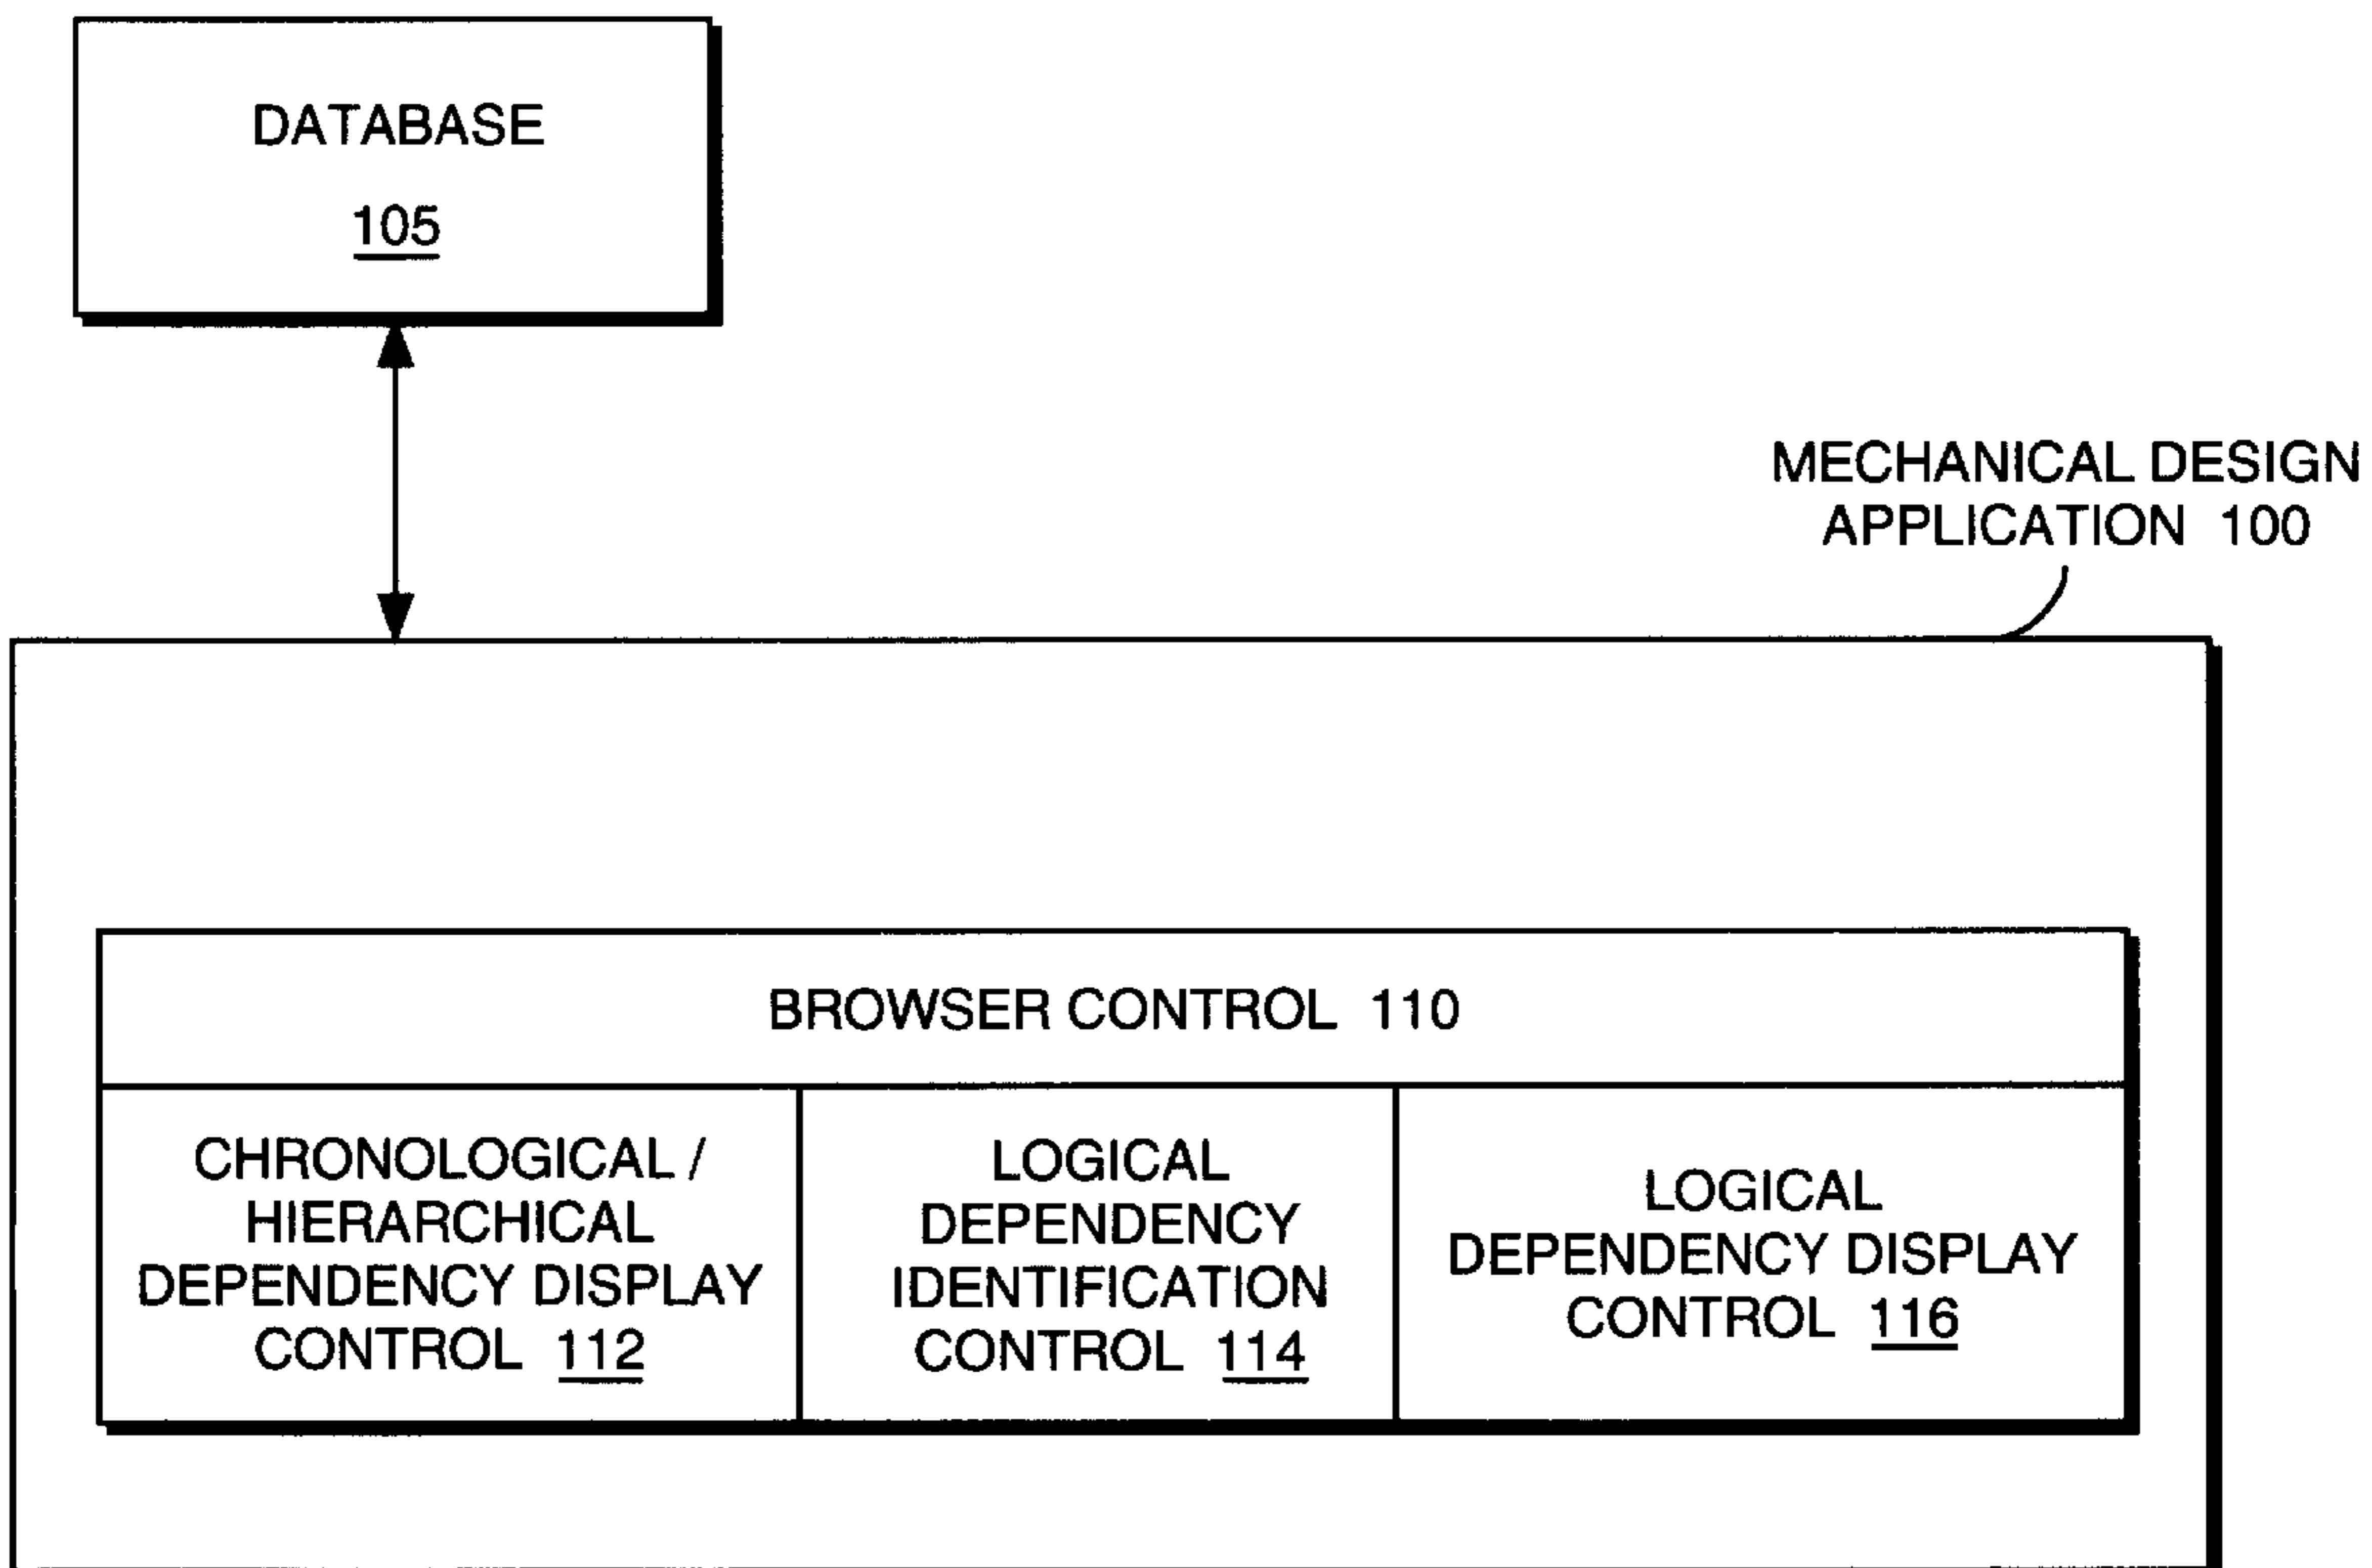 DATABASE
105
MECHANICAL DESIGN
APPLICATION 100
BROWSER CONTROL 110
CHRONOLOGICAL /
HIERARCHICAL
DEPENDENCY DISPLAY
CONTROL 112
LOGICAL
DEPENDENCY
IDENTIFICATION
CONTROL 114
LOGICAL
DEPENDENCY DISPLAY
CONTROL 116